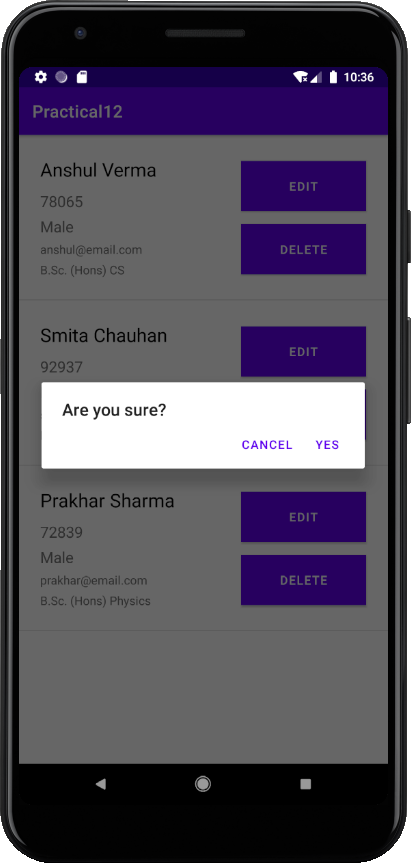 10:36
Practical12
Anshul Verma
78065
Male
anshul@email.com
B.Sc. (Hons) CS
EDIT
DELETE
Smita Chauhan
92937
EDIT
Are you sure?
CANCEL YES
Prakhar Sharma
72839
Male
prakhar@email.com
B.Sc. (Hons) Physics
EDIT
DELETE